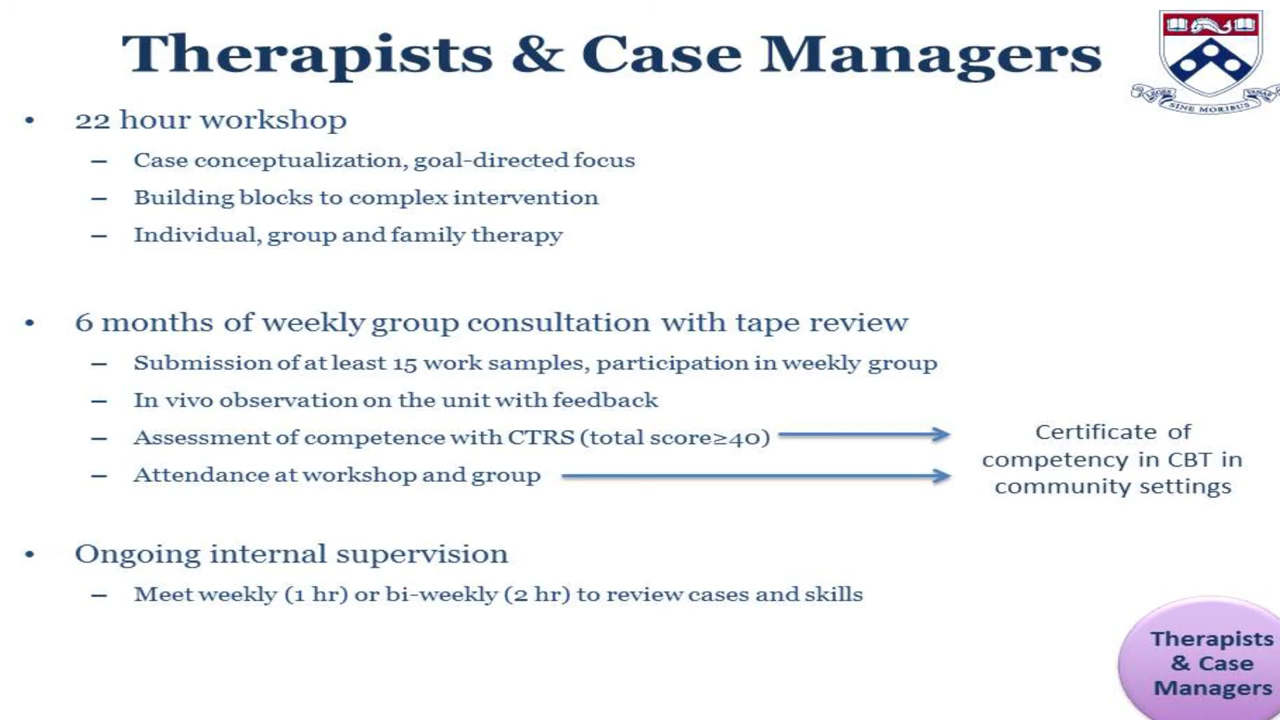 Therapists & Case Managers
SINE MORIBUS
• 22 hour workshop
– Case conceptualization, goal-directed focus
– Building blocks to complex intervention
– Individual, group and family therapy
• 6 months of weekly group consultation with tape review
– Submission of at least 15 work samples, participation in weekly group
– In vivo observation on the unit with feedback
– Assessment of competence with CTRS (total score≥40)
– Attendance at workshop and group
Certificate of
competency in CBT in
community settings
• Ongoing internal supervision
– Meet weekly (1 hr) or bi-weekly (2 hr) to review cases and skills
Therapists
& Case
Managers